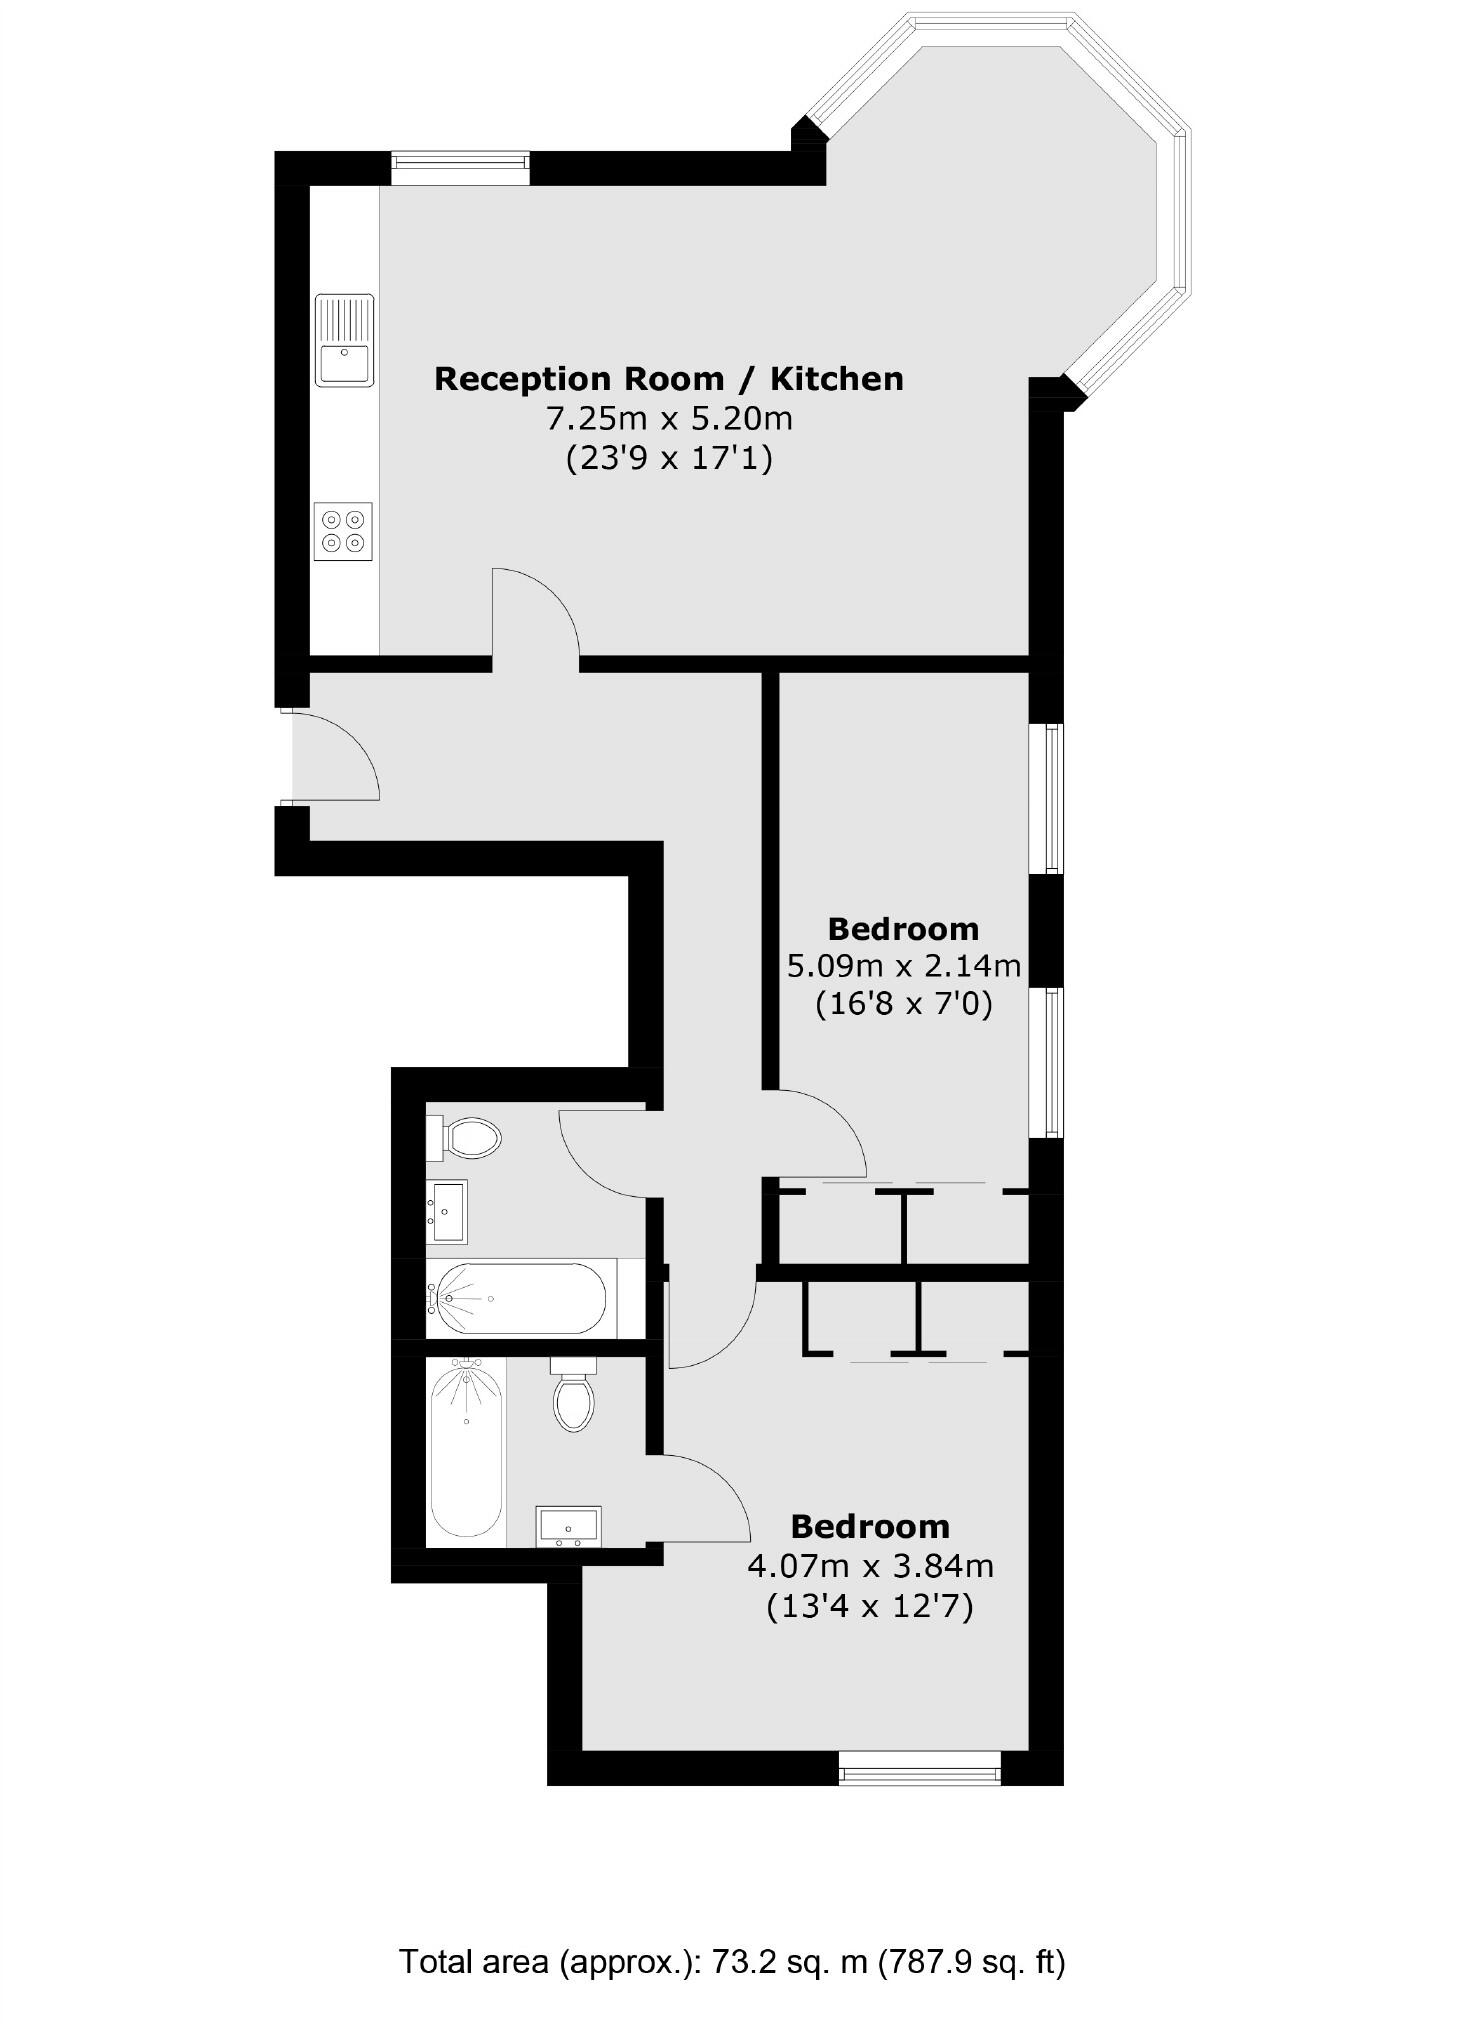 Reception Room / Kitchen
7.25m x 5.20m
(23'9 x 17'1)
Bedroom
5.09m x 2.14m
(16'8 x 7'0)
Bedroom
4.07m x 3.84m
(13'4 x 12'7)
Total area (approx.): 73.2 sq. m (787.9 sq. ft)